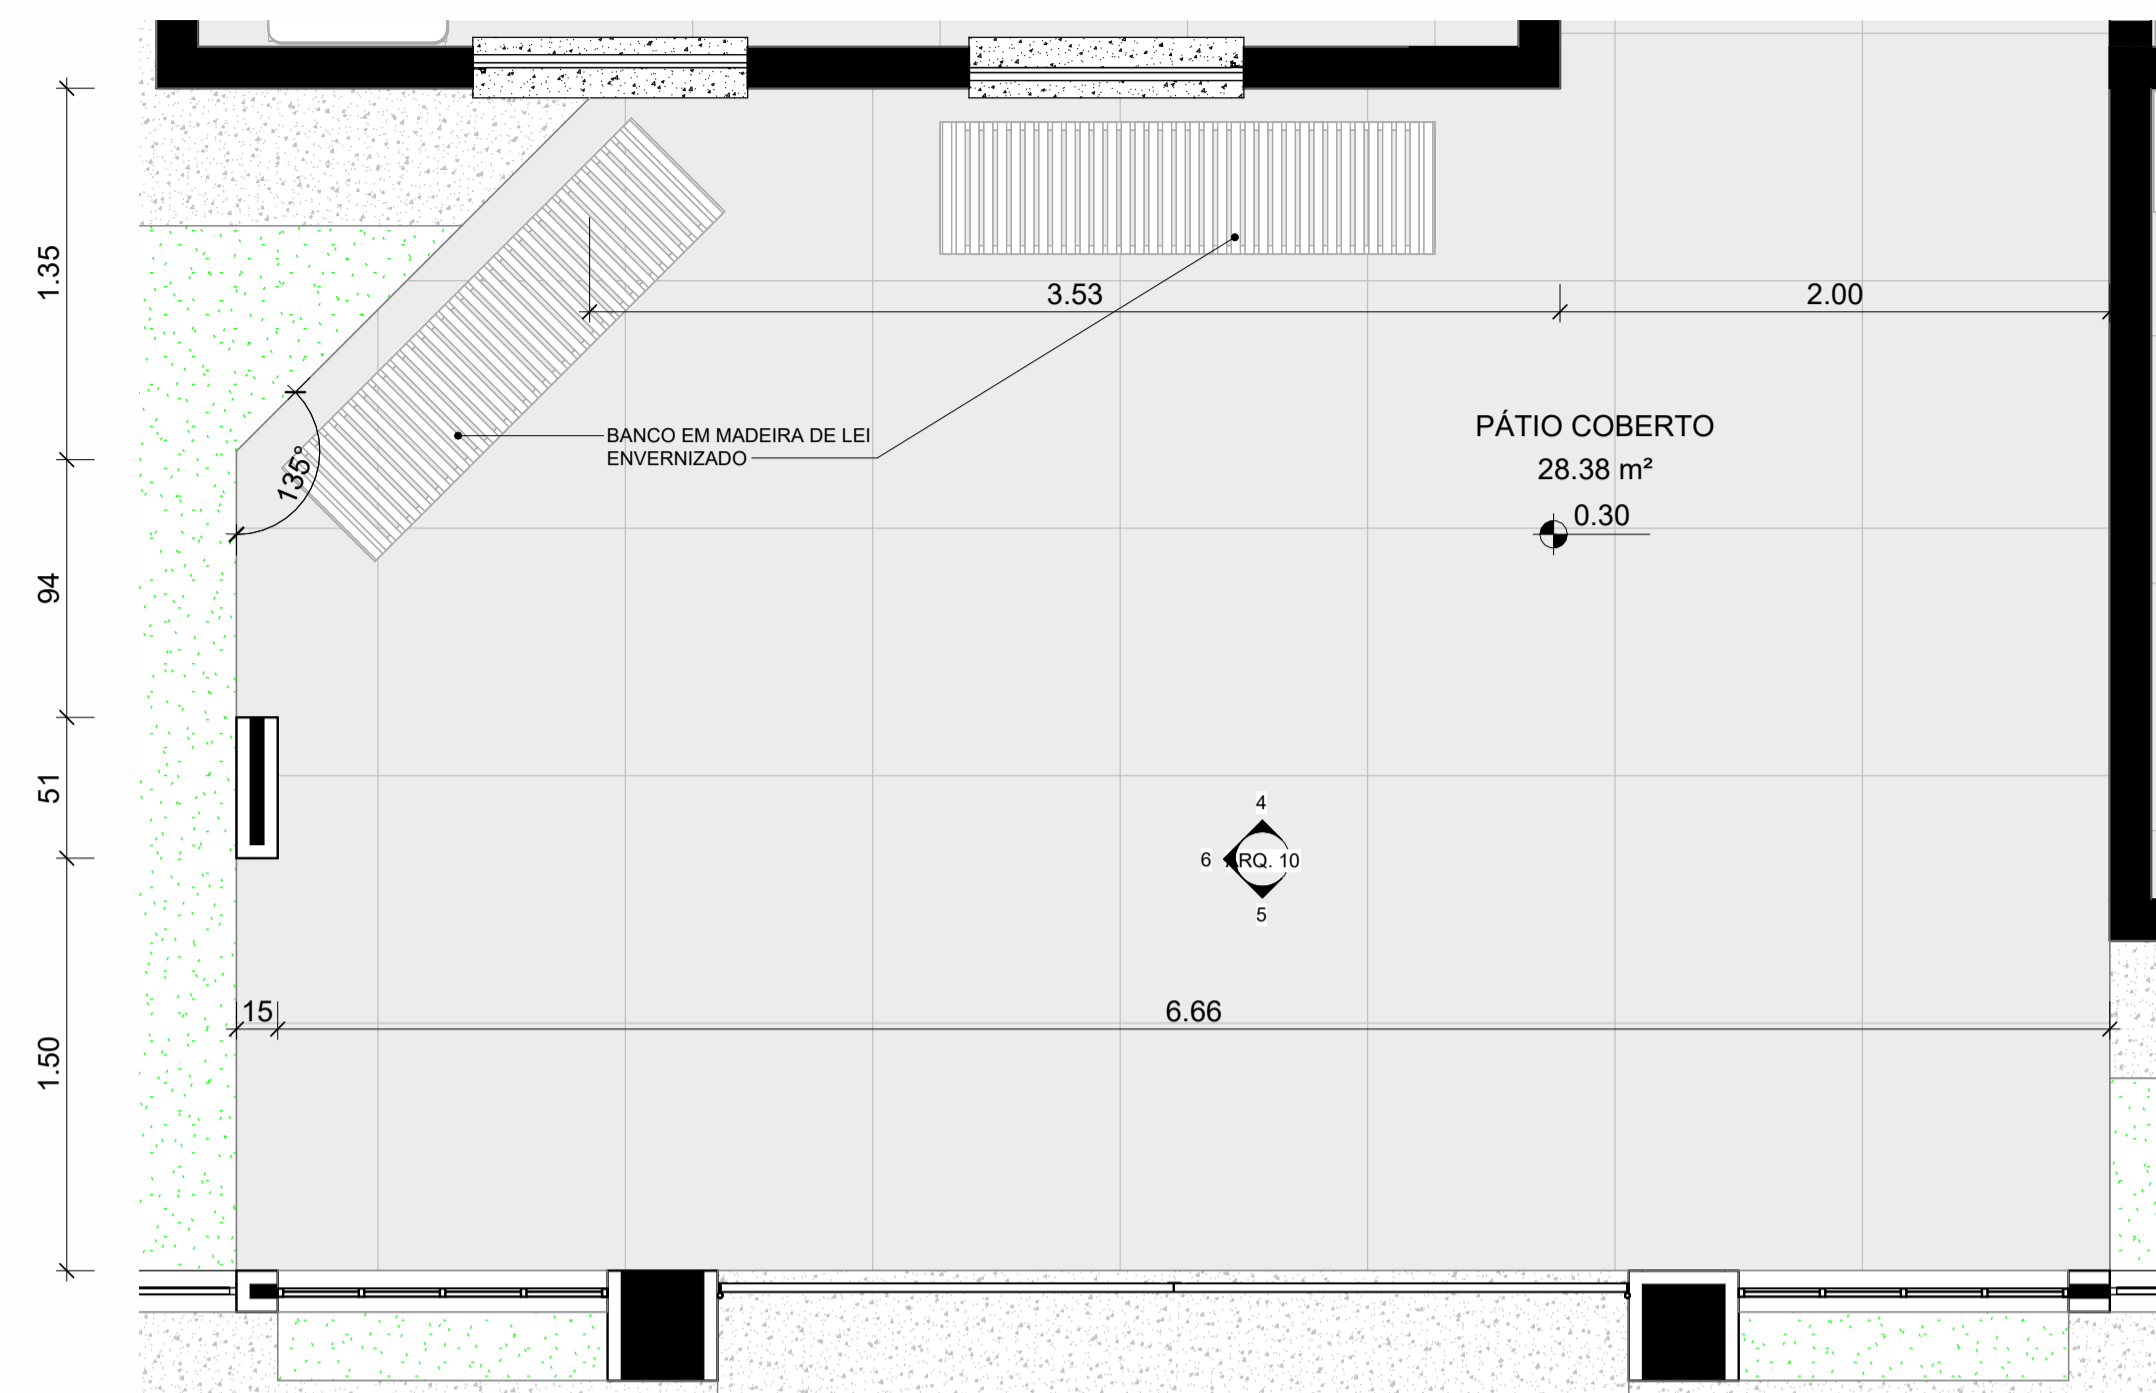 1.35
3.53
2.00
PÁTIO COBERTO
28.38 m²
0.30
BANCO EM MADEIRA DE LEI
ENVERNIZADO
135°
94
51
4
6
ARQ. 10
5
15
6.66
1.50